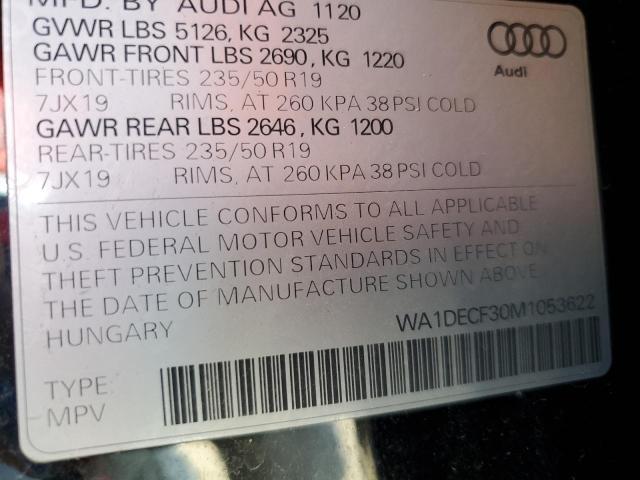 MFD. BY AUDI AG 1120
GVWR LBS 5126, KG 2325
GAWR FRONT LBS 2690, KG 1220
FRONT-TIRES 235/50 R19
7JX19 RIMS, AT 260 KPA 38 PSI COLD
GAWR REAR LBS 2646, KG 1200
REAR-TIRES 235/50 R19
7JX19 RIMS, AT 260 KPA 38 PSI COLD
Audi
THIS VEHICLE CONFORMS TO ALL APPLICABLE
U.S. FEDERAL MOTOR VEHICLE SAFETY AND
THEFT PREVENTION STANDARDS IN EFFECT ON
THE DATE OF MANUFACTURE SHOWN ABOVE.
HUNGARY
WA1DECF30M1053622
TYPE:
MPV